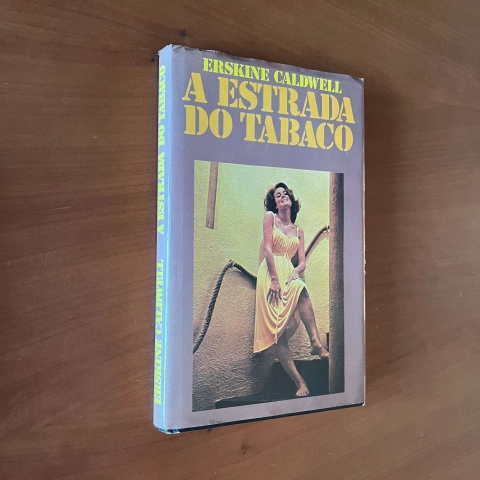 ERSKINE CALDWELL
A ESTRADA
DO TABACO
ERSKINE CALDWELL A ESTRADA DO TABACO